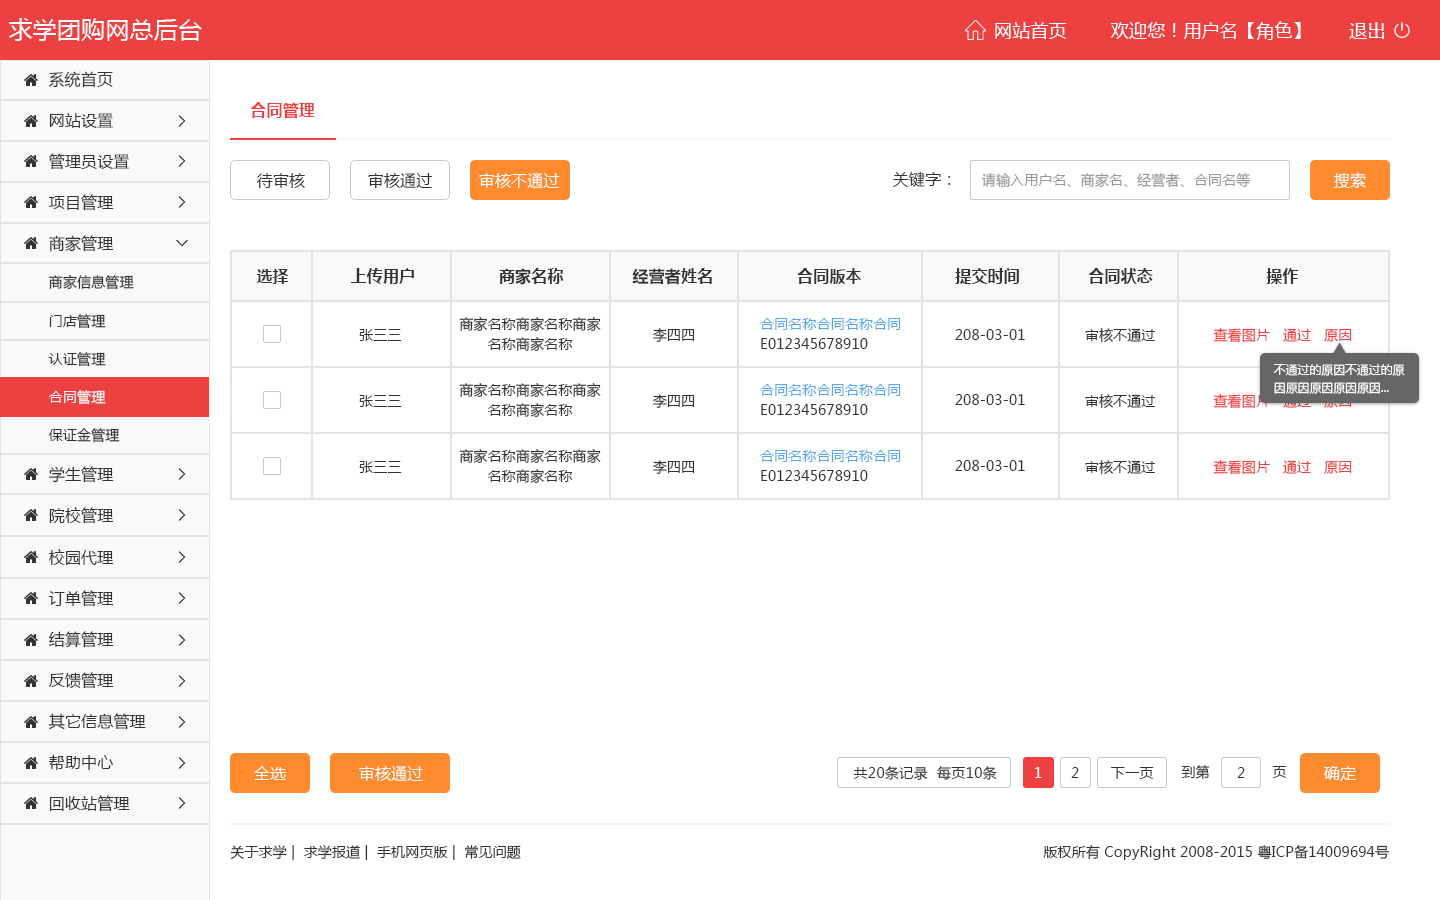 求学团购网总后台
网站首页
欢迎您！用户名【角色】
退出
系统首页
网站设置
管理员设置
项目管理
商家管理
商家信息管理
门店管理
认证管理
合同管理
保证金管理
学生管理
院校管理
校园代理
订单管理
结算管理
反馈管理
其它信息管理
帮助中心
回收站管理
合同管理
待审核
审核通过
审核不通过
关键字：
请输入用户名、商家名、经营者、合同名等
搜索
选择 上传用户 商家名称 经营者姓名 合同版本 提交时间 合同状态 操作
张三三
商家名称商家名称商家
名称商家名称
李四四
合同名称合同名称合同
E012345678910
208-03-01
审核不通过
查看图片 通过 原因
不通过的原因不通过的原
因原因原因原因原因...
张三三
商家名称商家名称商家
名称商家名称
李四四
合同名称合同名称合同
E012345678910
208-03-01
审核不通过
查看图片 通过 原因
张三三
商家名称商家名称商家
名称商家名称
李四四
合同名称合同名称合同
E012345678910
208-03-01
审核不通过
查看图片 通过 原因
全选
审核通过
共20条记录 每页10条
1
2
下一页
到第 2 页
确定
关于求学 | 求学报道 | 手机网页版 | 常见问题
版权所有 CopyRight 2008-2015 粤ICP备14009694号